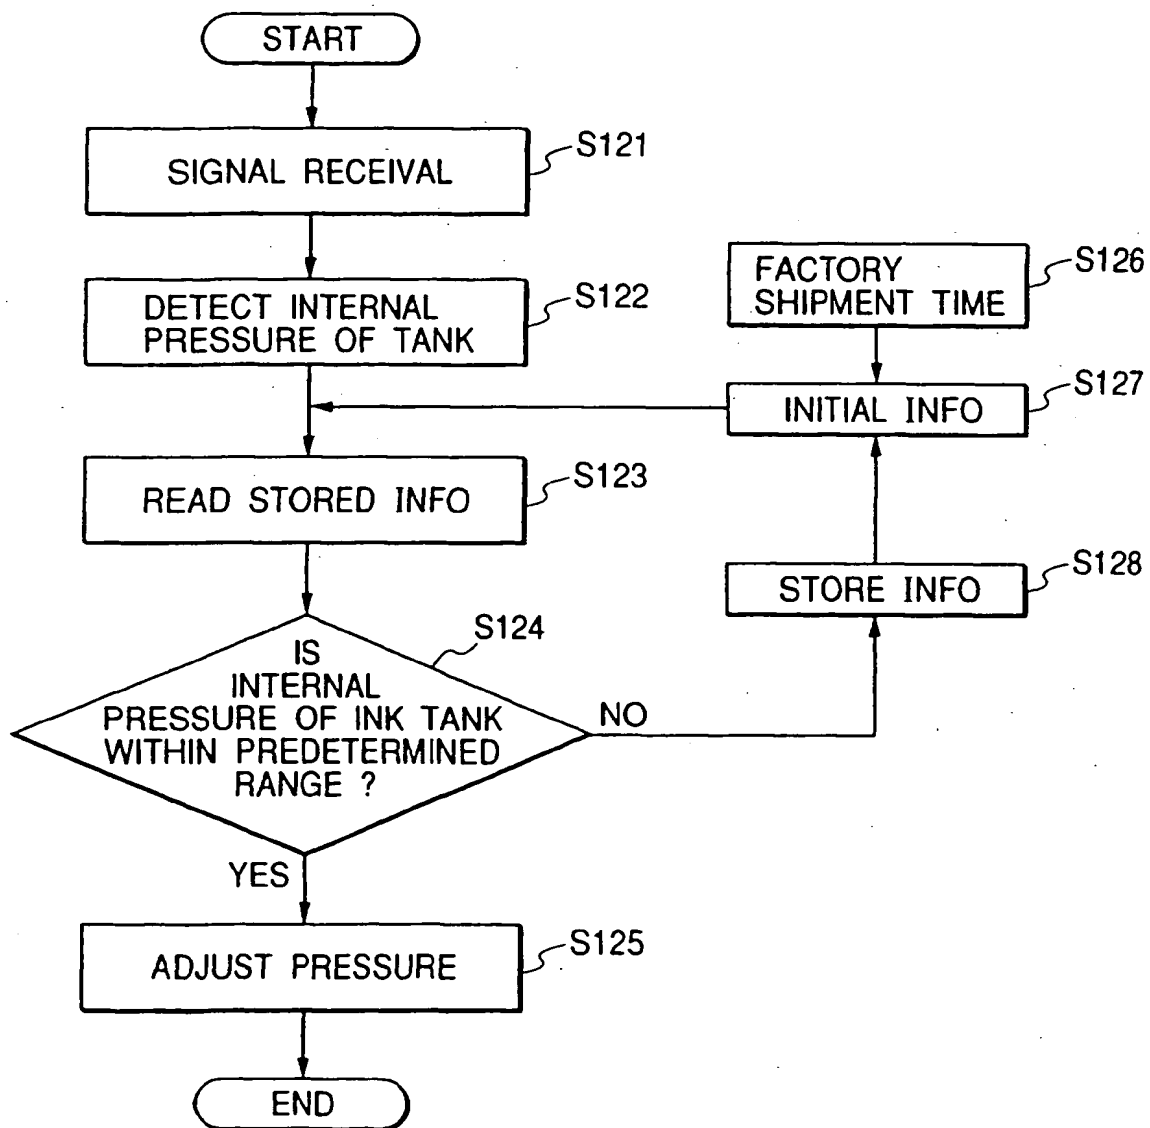 START
SIGNAL RECEIVAL
S121
DETECT INTERNAL
PRESSURE OF TANK
S122
FACTORY
SHIPMENT TIME
S126
INITIAL INFO
S127
READ STORED INFO
S123
STORE INFO
S128
IS
INTERNAL
PRESSURE OF INK TANK
WITHIN PREDETERMINED
RANGE ?
S124
NO
YES
ADJUST PRESSURE
S125
END